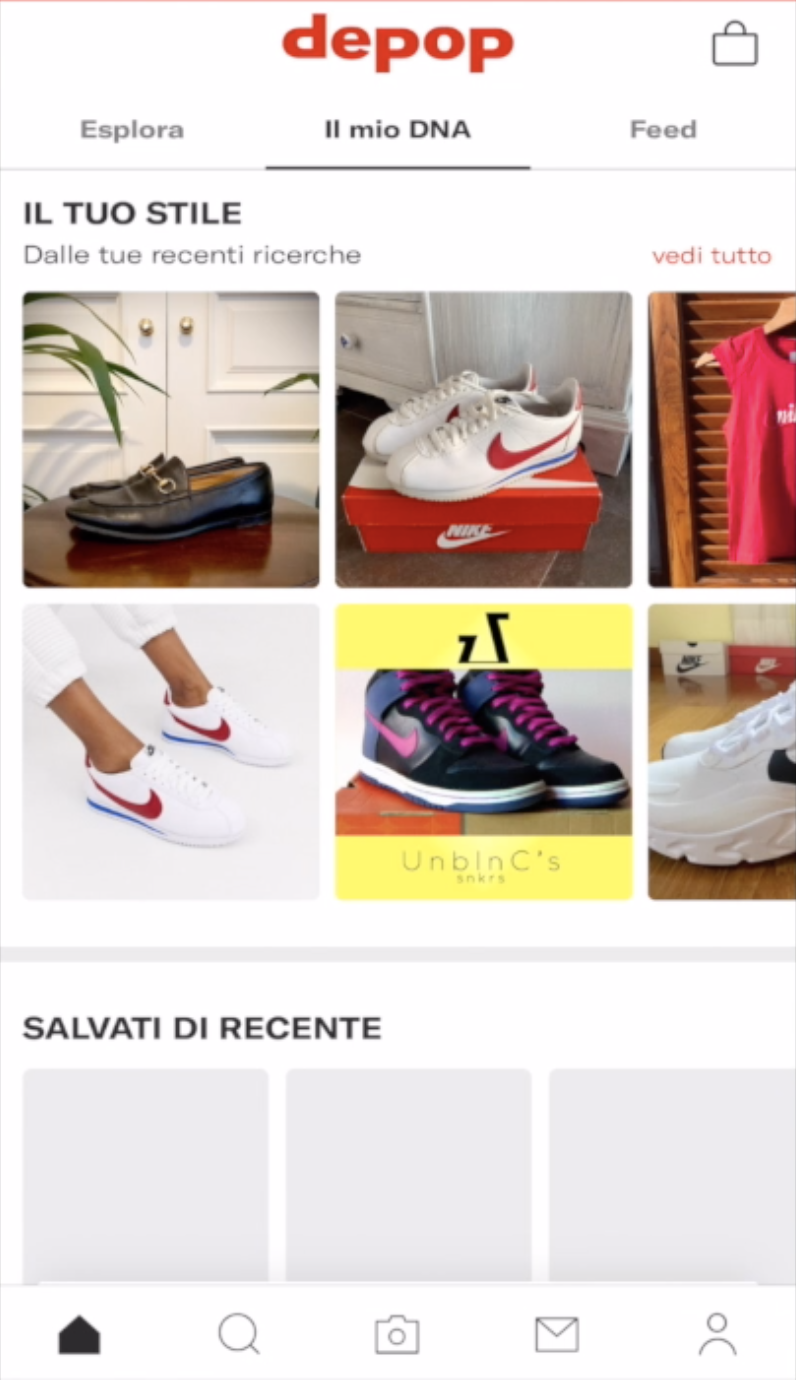 depop
Esplora Il mio DNA Feed
IL TUO STILE
Dalle tue recenti ricerche vedi tutto
NIKE
NIKE
UnbInC's
snkrs
SALVATI DI RECENTE